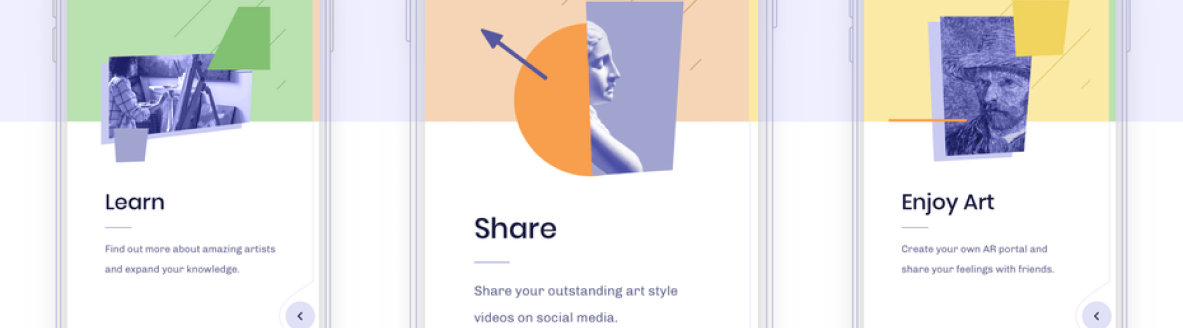 Learn
Find out more about amazing artists
and expand your knowledge.
Share
Share your outstanding art style
videos on social media.
Enjoy Art
Create your own AR portal and
share your feelings with friends.